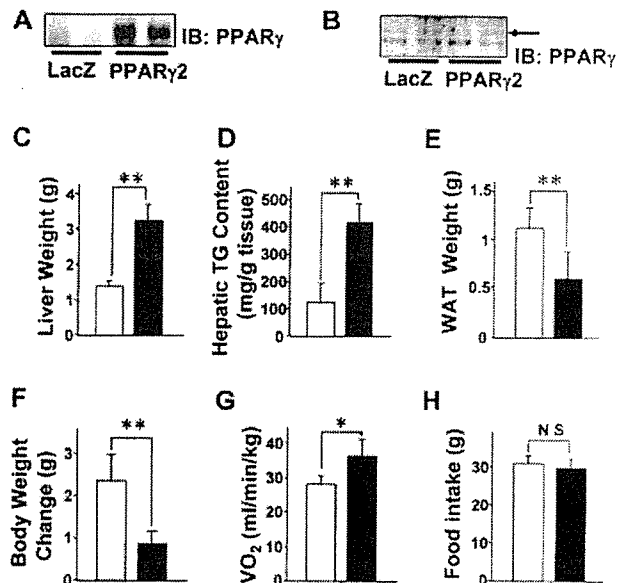 A
IB: PPARγ
LacZ PPARγ2
B
IB: PPARγ
LacZ PPARγ2
C
Liver Weight (g)
4
3
2
1
0
**
D
Hepatic TG Content
(mg/g tissue)
500
400
300
200
100
0
**
E
WAT Weight (g)
1.5
1
0.5
0
**
F
Body Weight
Change (g)
3
2
1
0
**
G
VO2 (ml/min/kg)
40
30
20
10
0
*
H
Food intake (g)
30
20
10
0
NS